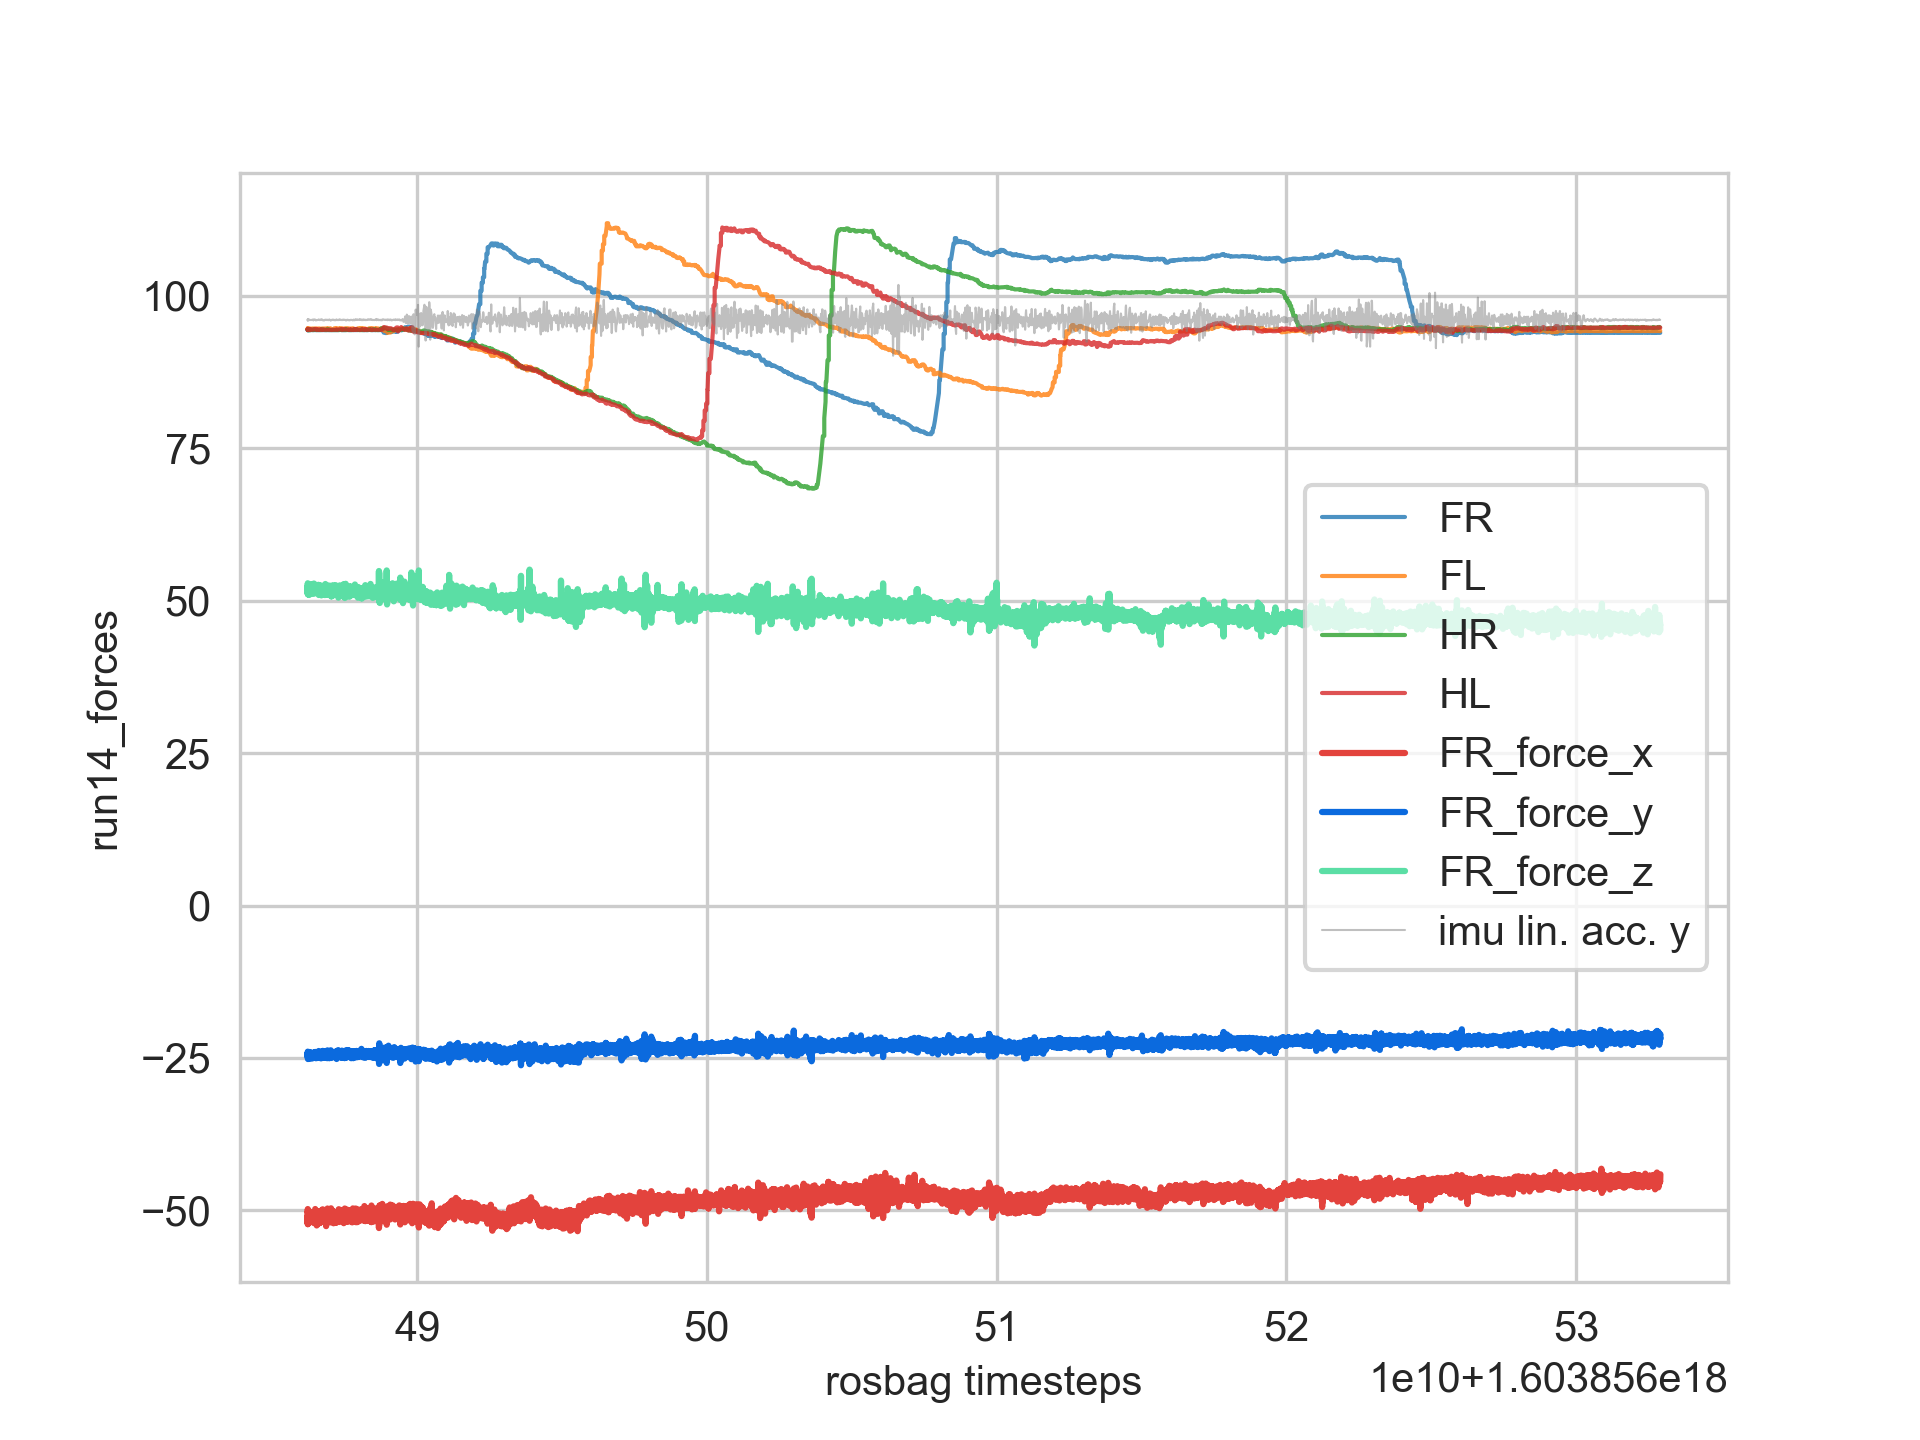 100
75
50
25
0
−25
−50
run14_forces
FR
FL
HR
HL
FR_force_x
FR_force_y
FR_force_z
imu lin. acc. y
49 50 51 52 53
rosbag timesteps
1e10+1.603856e18